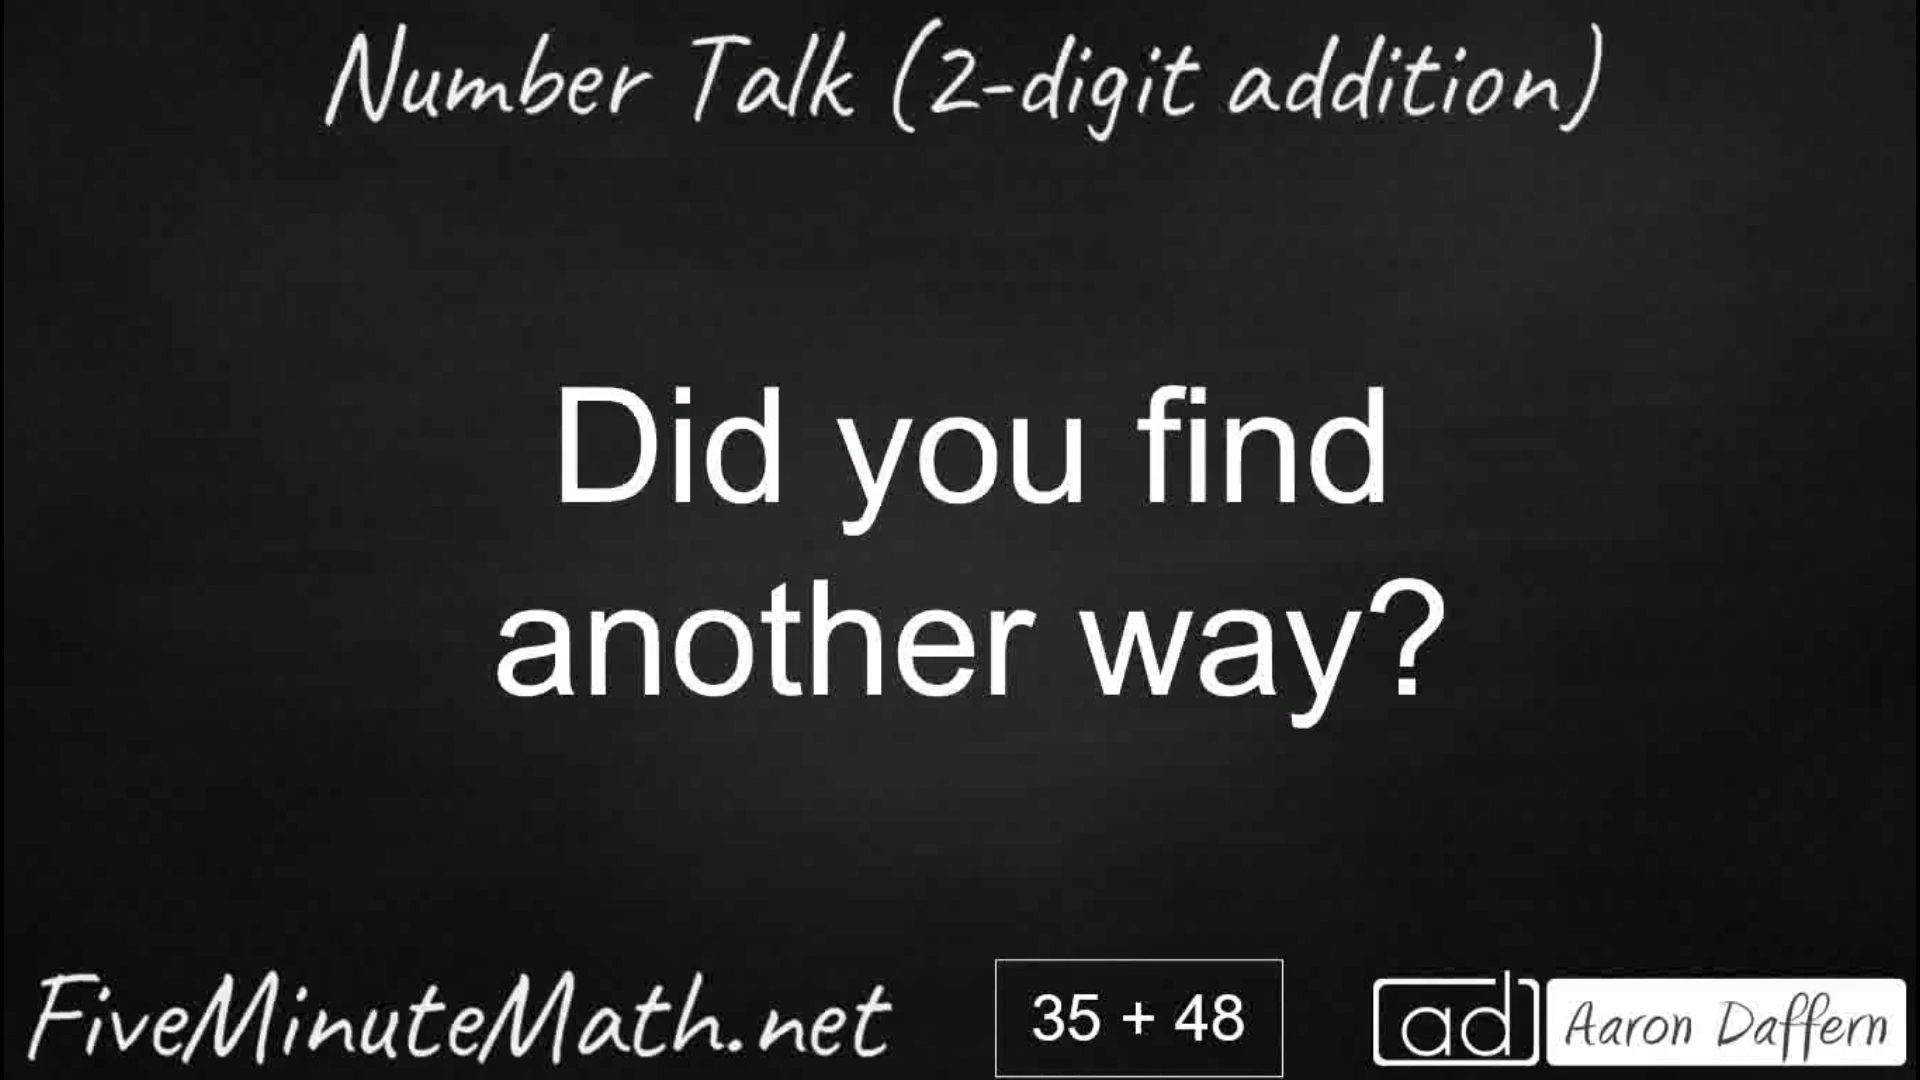 Number Talk (2-digit addition)
Did you find
another way?
FiveMinuteMath.net
35 + 48
ad
Aaron Daffern